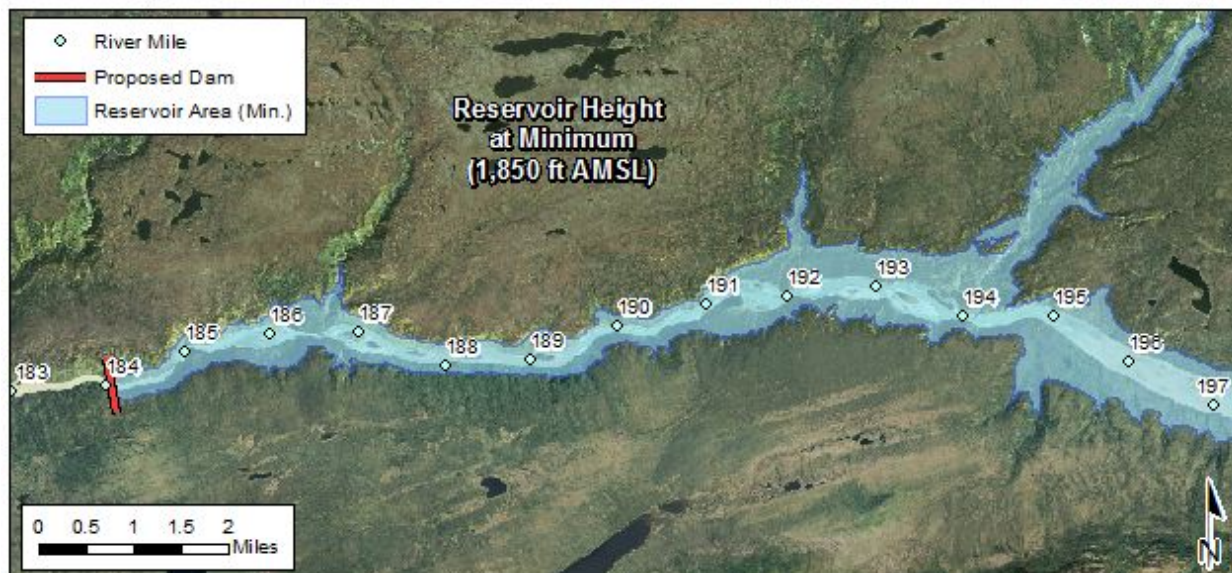 River Mile
Proposed Dam
Reservoir Area (Min.)
Reservoir Height
at Minimum
(1,850 ft AMSL)
183
184
185
186
187
188
189
190
191
192
193
194
195
196
197
0 0.5 1 1.5 2
Miles
N